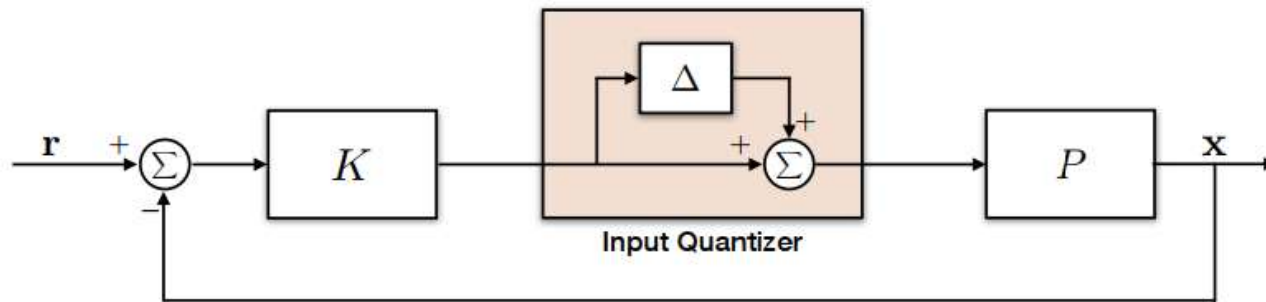 Δ
r + Σ K + + Σ P x
−
Input Quantizer